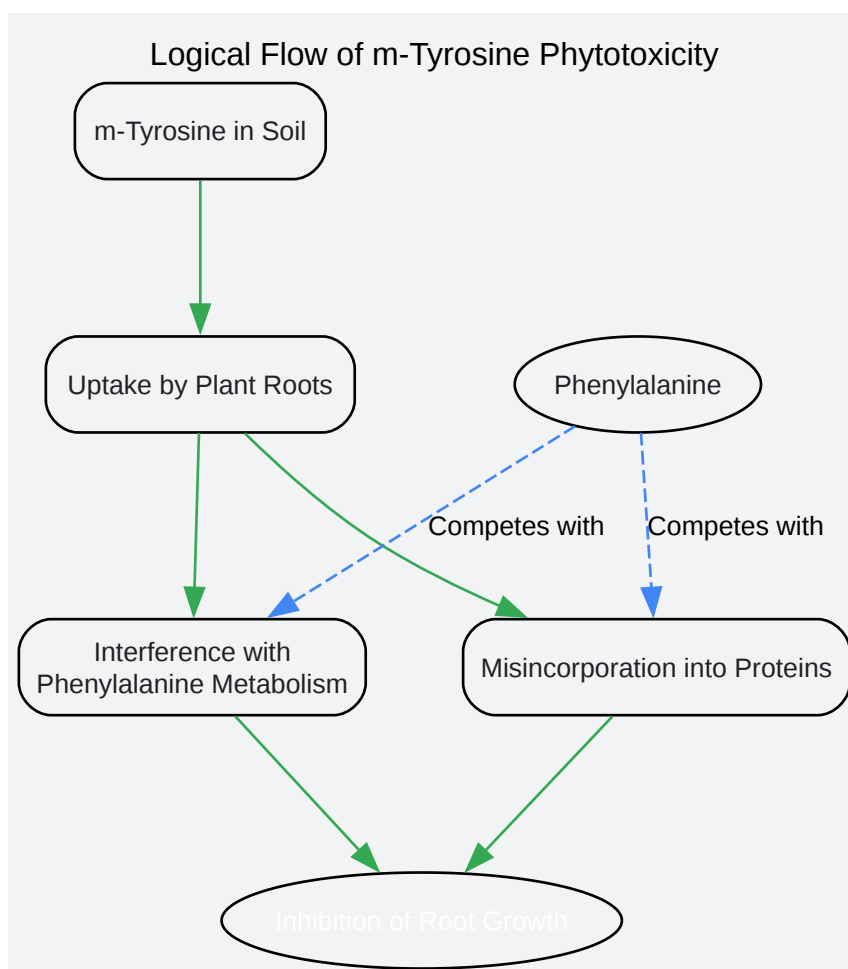 Logical Flow of m-Tyrosine Phytotoxicity
m-Tyrosine in Soil
Uptake by Plant Roots
Phenylalanine
Competes with
Competes with
Interference with
Phenylalanine Metabolism
Misincorporation into Proteins
Inhibition of Root Growth